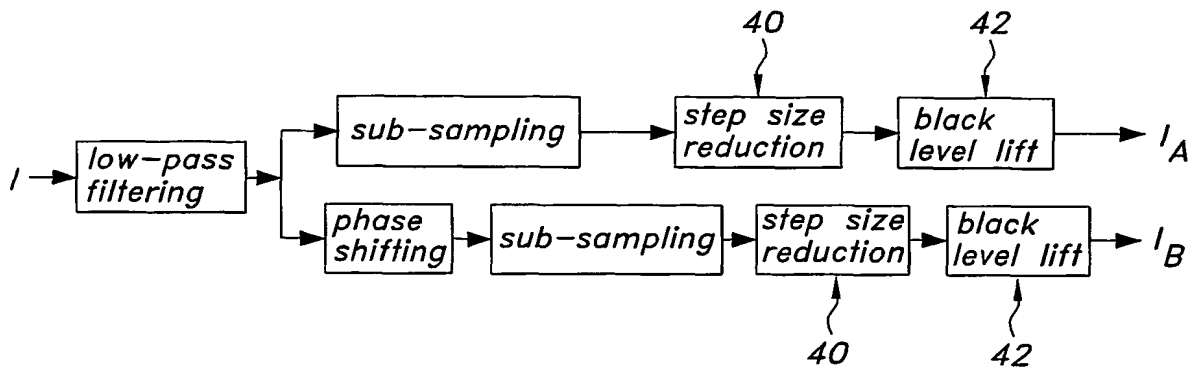 40
42
sub-sampling
step size
reduction
black
level lift
I_A
I
low-pass
filtering
phase
shifting
sub-sampling
step size
reduction
black
level lift
I_B
40
42